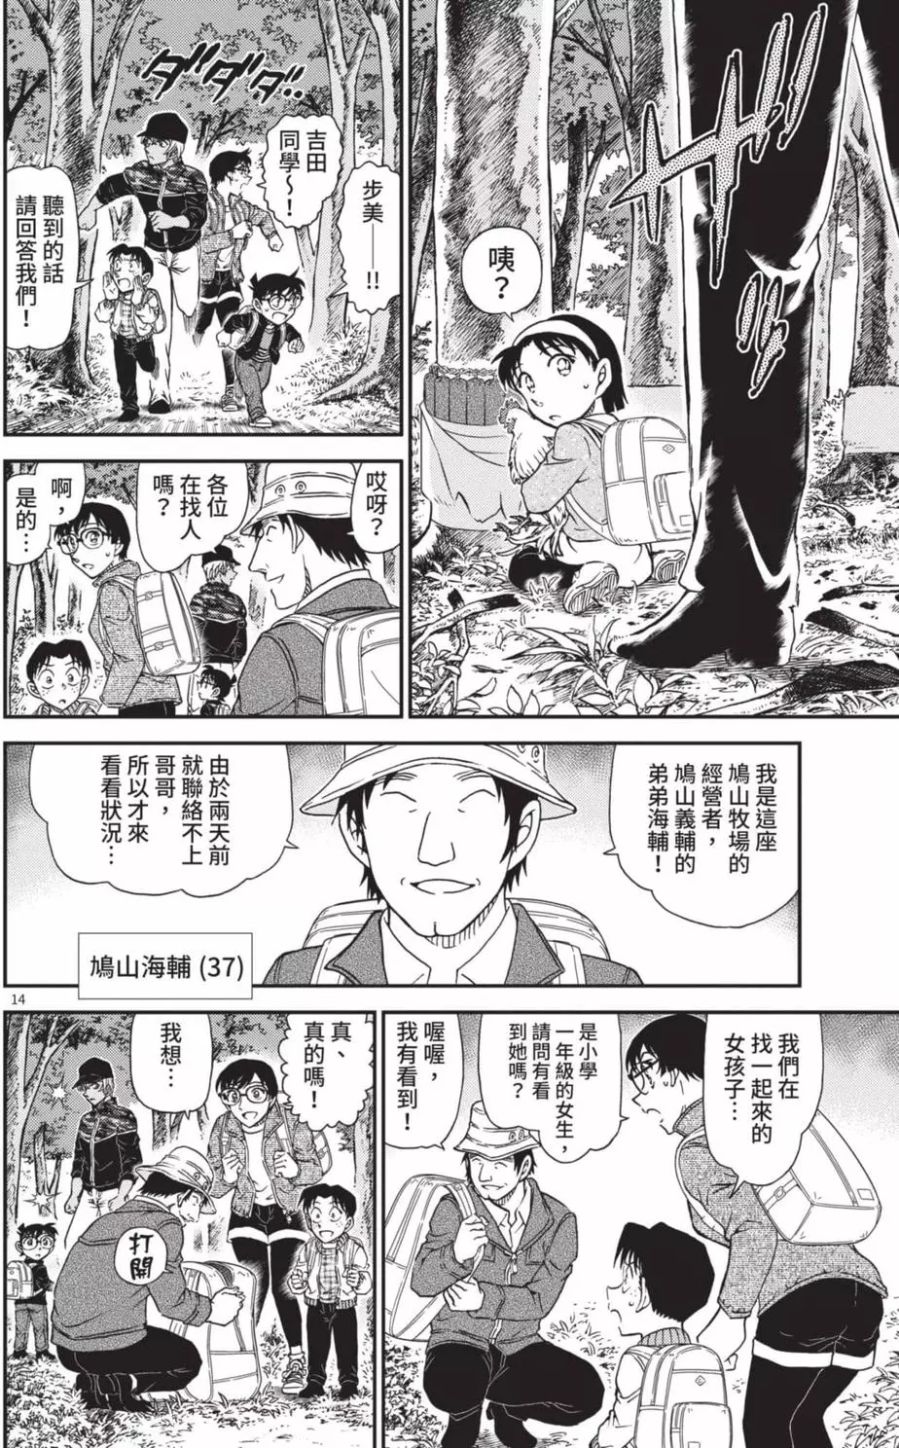 咦？
ザッ
步美——!!
吉田
同學～！
聽到的話
請回答我們！
ダダダダ‥
哎呀？
各位
在找人
嗎？
啊，
是的…
我是這座
鳩山牧場的
經營者，
鳩山義輔的
弟弟海輔！
由於兩天前
就聯絡不上
哥哥，
所以才來
看看狀況…
鳩山海輔(37)
14
我們在
找一起來的
女孩子…
是小學
一年級的女生，
請問有看
到她嗎？
喔喔，
我有看到！
真、
真的嗎！
我想…
打開